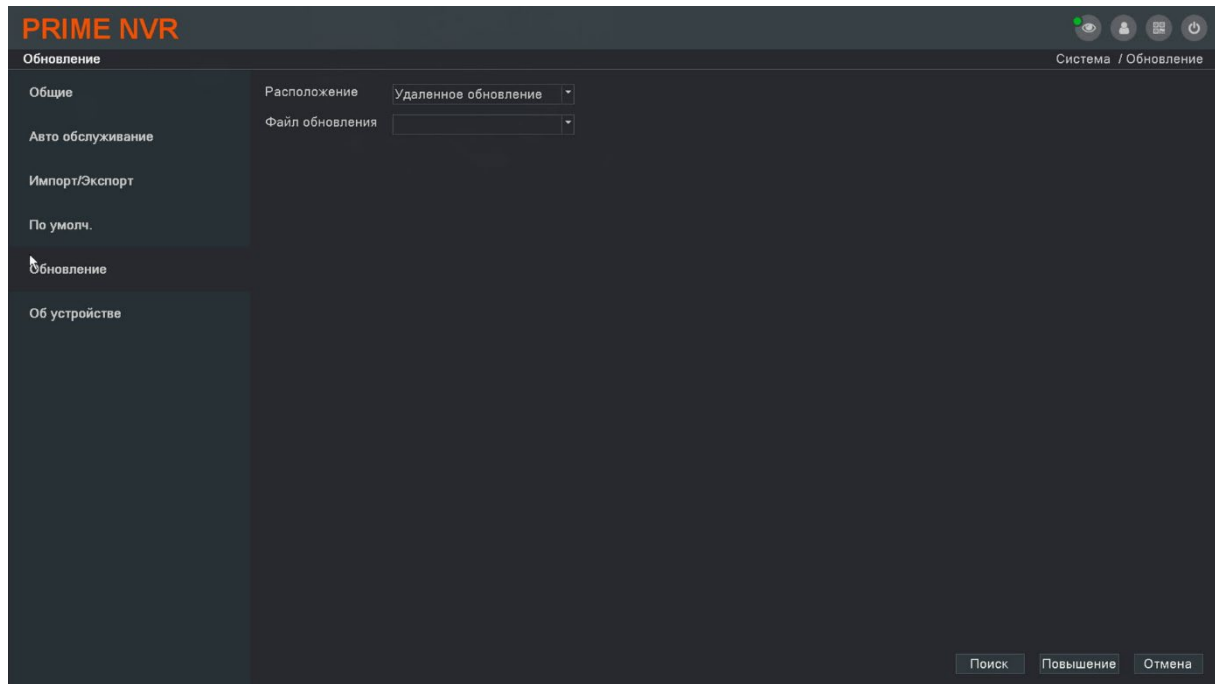 PRIME NVR
Обновление
Система / Обновление
Общие
Авто обслуживание
Импорт/Экспорт
По умолч.
Обновление
Об устройстве
Расположение Удаленное обновление
Файл обновления
Поиск Повышение Отмена